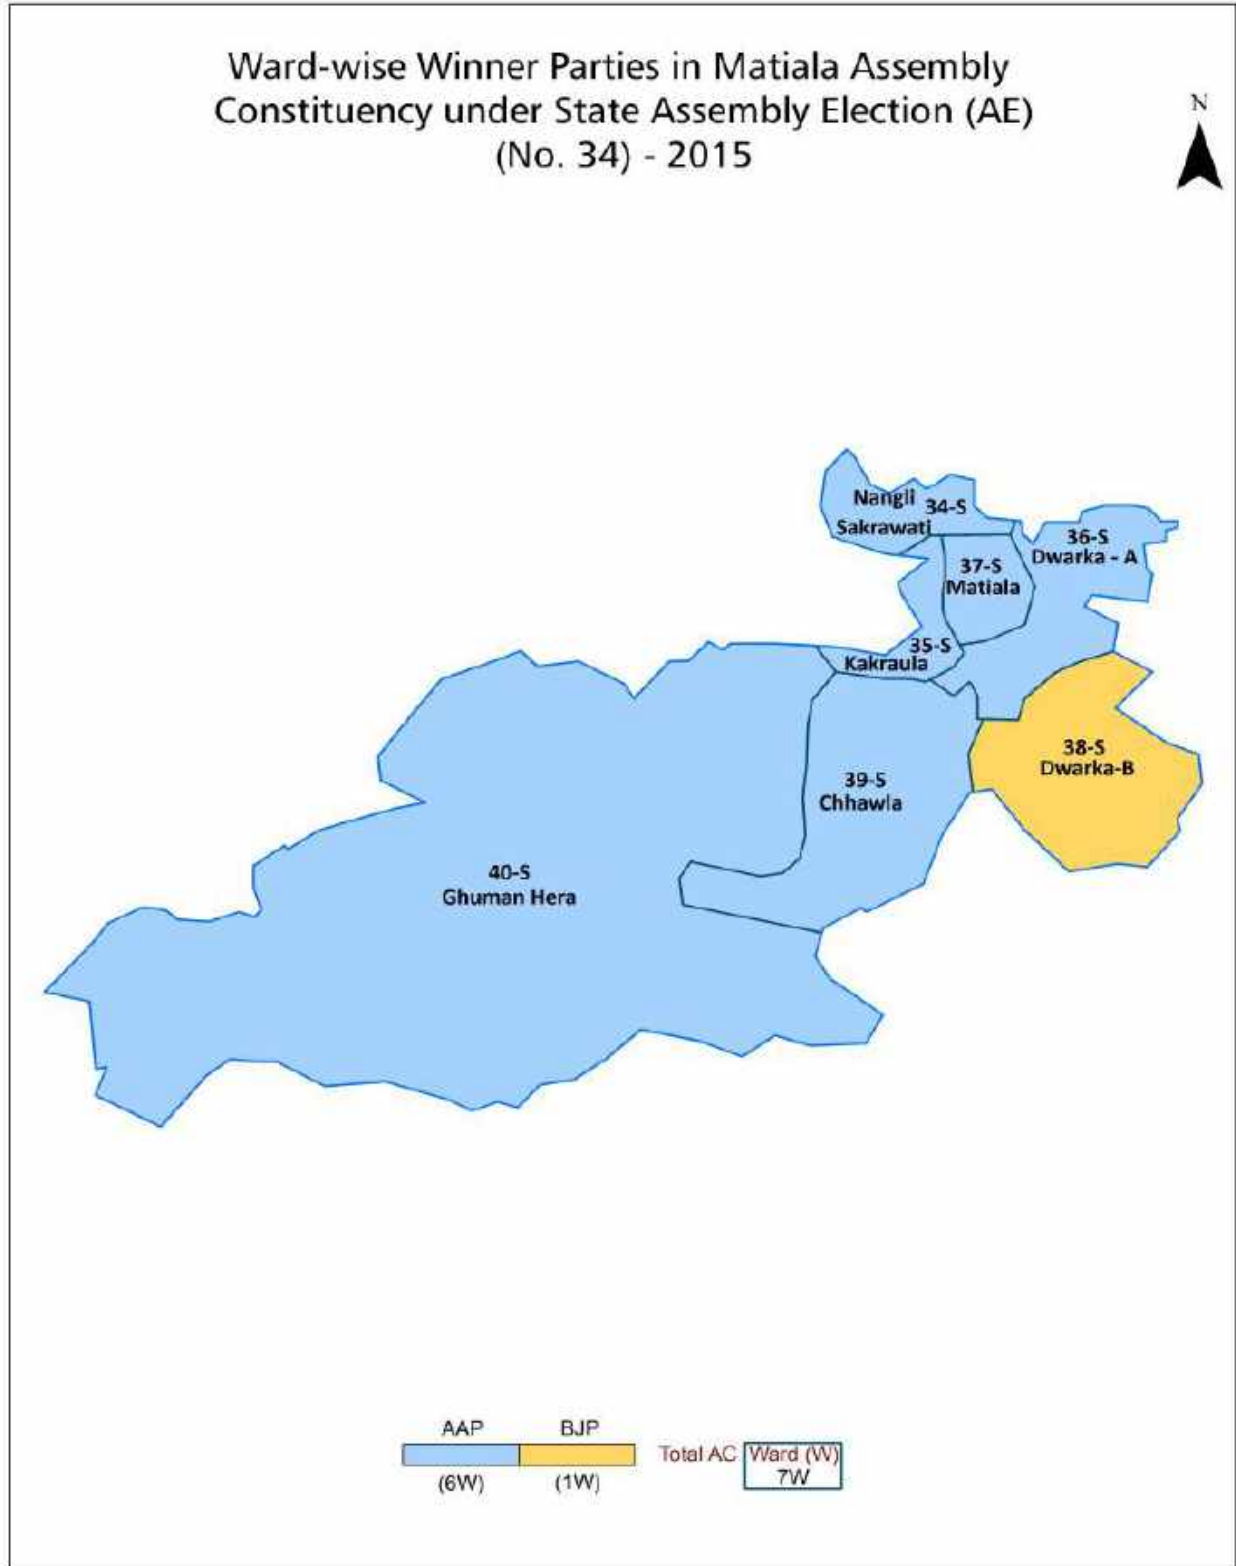 Ward-wise Winner Parties in Matiala Assembly
Constituency under State Assembly Election (AE)
(No. 34) - 2015
N
Nangli 34-S
Sakrawati
36-S
Dwarka - A
37-S
Matiala
35-S
Kakraula
38-S
Dwarka-B
39-S
Chhawla
40-S
Ghuman Hera
AAP BJP
Total AC Ward (W)
(6W) (1W) 7W